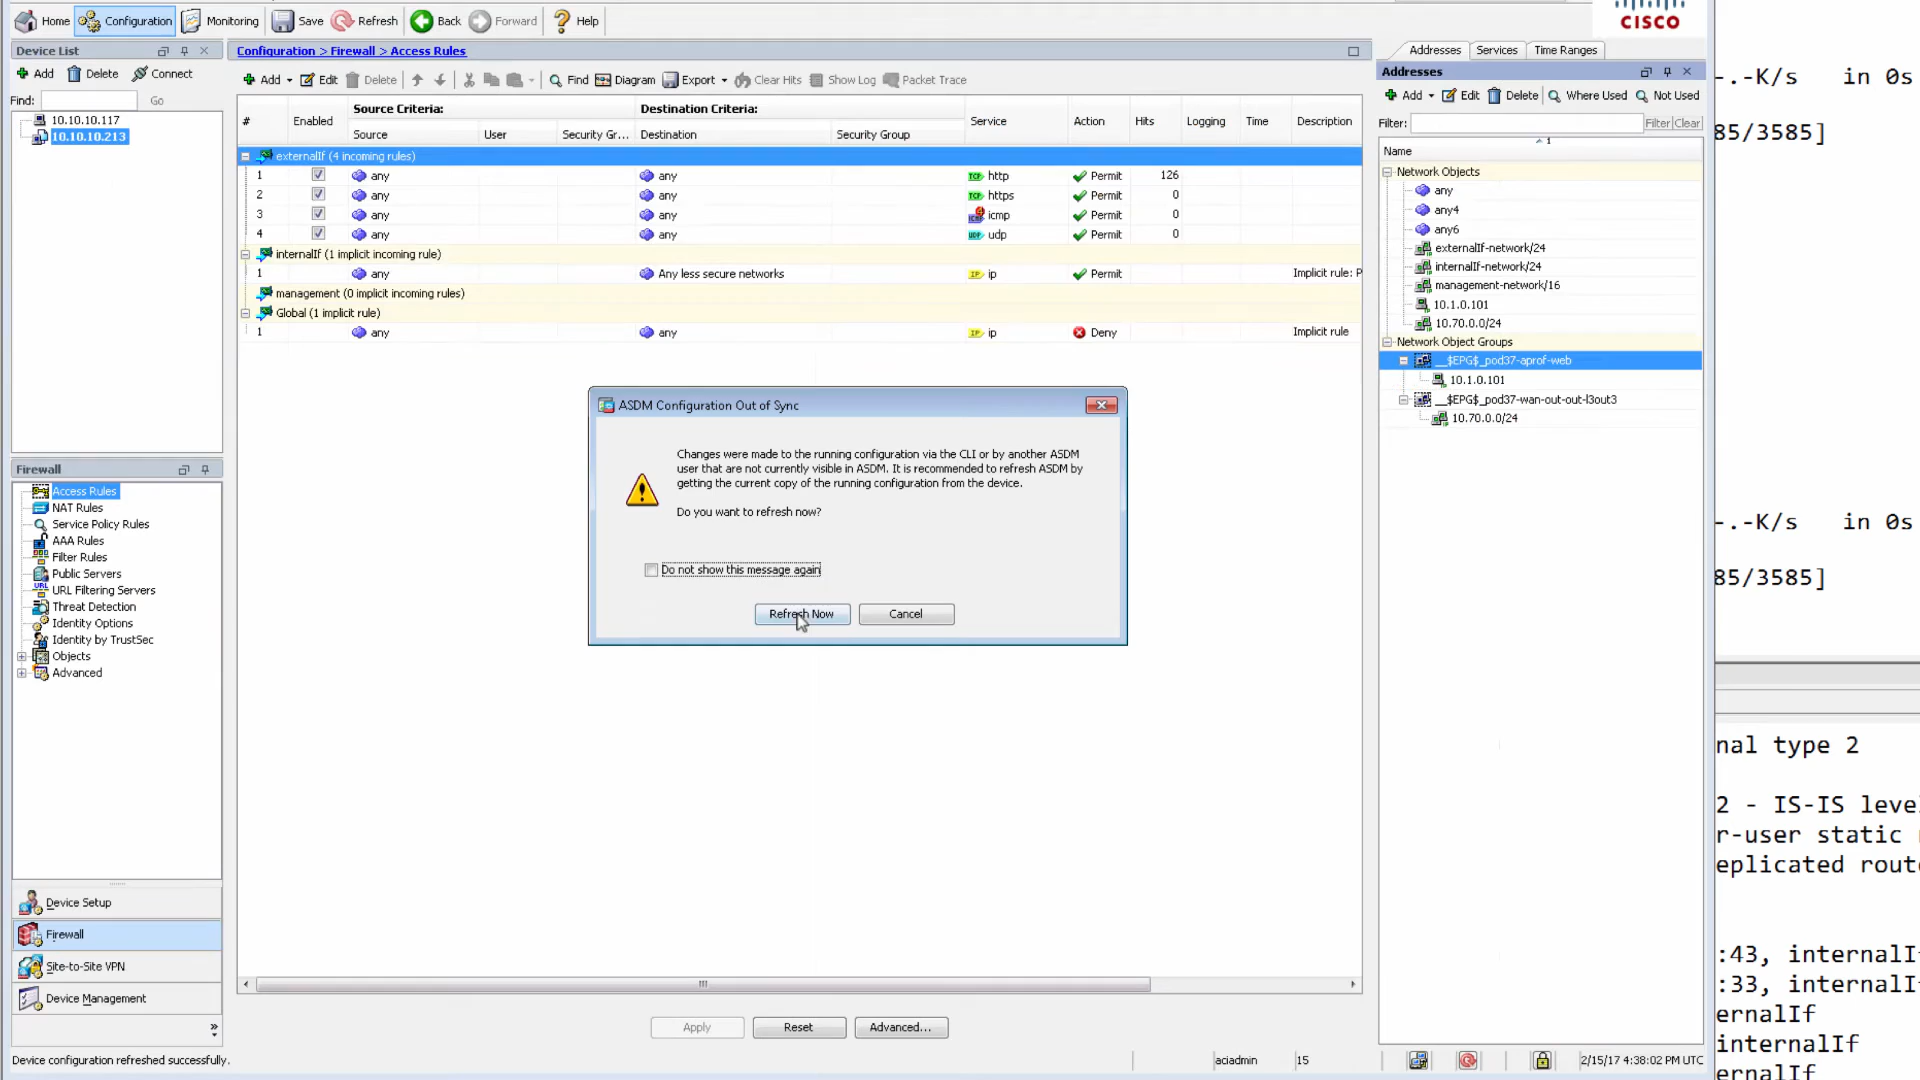 Home Configuration Monitoring Save Refresh Back Forward Help
CISCO
Device List
Add Delete Connect
Find: Go
10.10.10.117
10.10.10.213
Configuration > Firewall > Access Rules
Add Edit Delete Find Diagram Export Clear Hits Show Log Packet Trace
# Enabled Source Criteria: Destination Criteria: Service Action Hits Logging Time Description
Source User Security Gr... Destination Security Group
externalIf (4 incoming rules)
1 any any TCP http Permit 126
2 any any TCP https Permit 0
3 any any icmp Permit 0
4 any any UDP udp Permit 0
internalIf (1 implicit incoming rule)
1 any Any less secure networks IP ip Permit Implicit rule: P
management (0 implicit incoming rules)
Global (1 implicit rule)
1 any any IP ip Deny Implicit rule
ASDM Configuration Out of Sync
Changes were made to the running configuration via the CLI or by another ASDM
user that are not currently visible in ASDM. It is recommended to refresh ASDM by
getting the current copy of the running configuration from the device.
Do you want to refresh now?
Do not show this message again
Refresh Now Cancel
Firewall
Access Rules
NAT Rules
Service Policy Rules
AAA Rules
Filter Rules
Public Servers
URL Filtering Servers
Threat Detection
Identity Options
Identity by TrustSec
Objects
Advanced
Device Setup
Firewall
Site-to-Site VPN
Device Management
Apply Reset Advanced...
Addresses Services Time Ranges
Addresses
Add Edit Delete Where Used Not Used
Filter: Filter Clear
1
Name
Network Objects
any
any4
any6
externalIf-network/24
internalIf-network/24
management-network/16
10.1.0.101
10.70.0.0/24
Network Object Groups
__$EPG$_pod37-aprof-web
10.1.0.101
__$EPG$_pod37-wan-out-out-l3out3
10.70.0.0/24
Device configuration refreshed successfully.
aciadmin 15 2/15/17 4:38:02 PM UTC
-.-K/s in 0s
85/3585]
-.-K/s in 0s
85/3585]
nal type 2
2 - IS-IS leve
r-user static
eplicated rout
:43, internalI
:33, internalI
ernalIf
internalIf
ernalIf